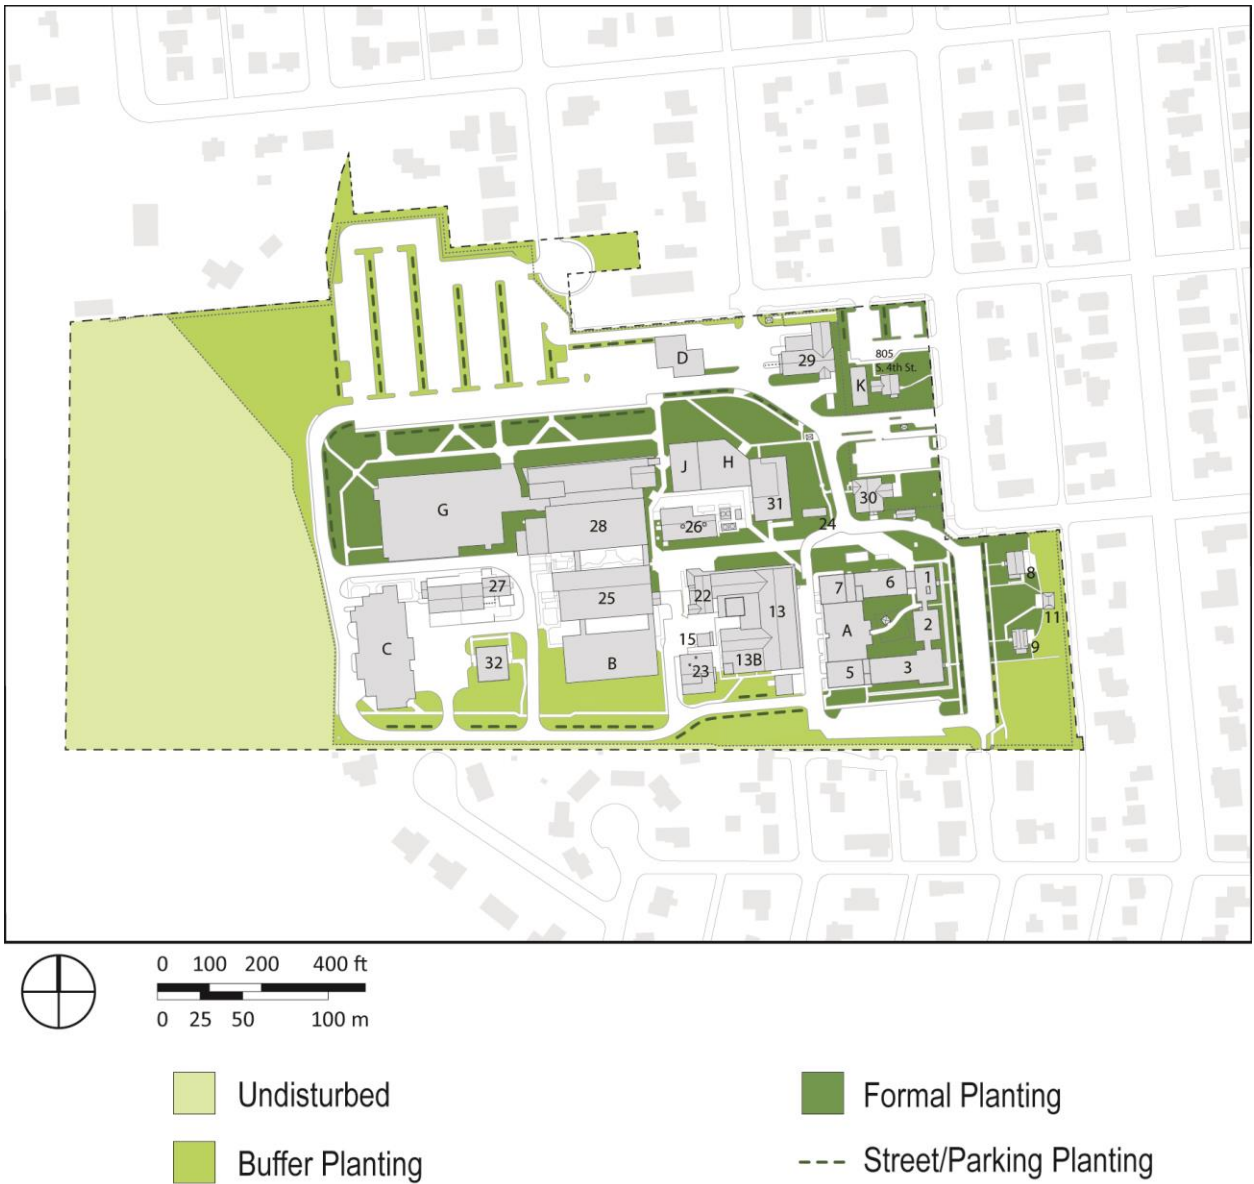 D
29
805
S. 4th St.
K
J
H
G
31
30
28
26
24
8
27
7
6
1
22
25
13
11
A
2
15
9
C
32
B
13B
23
5
3
0 100 200 400 ft
0 25 50 100 m
Undisturbed
Formal Planting
Buffer Planting
Street/Parking Planting